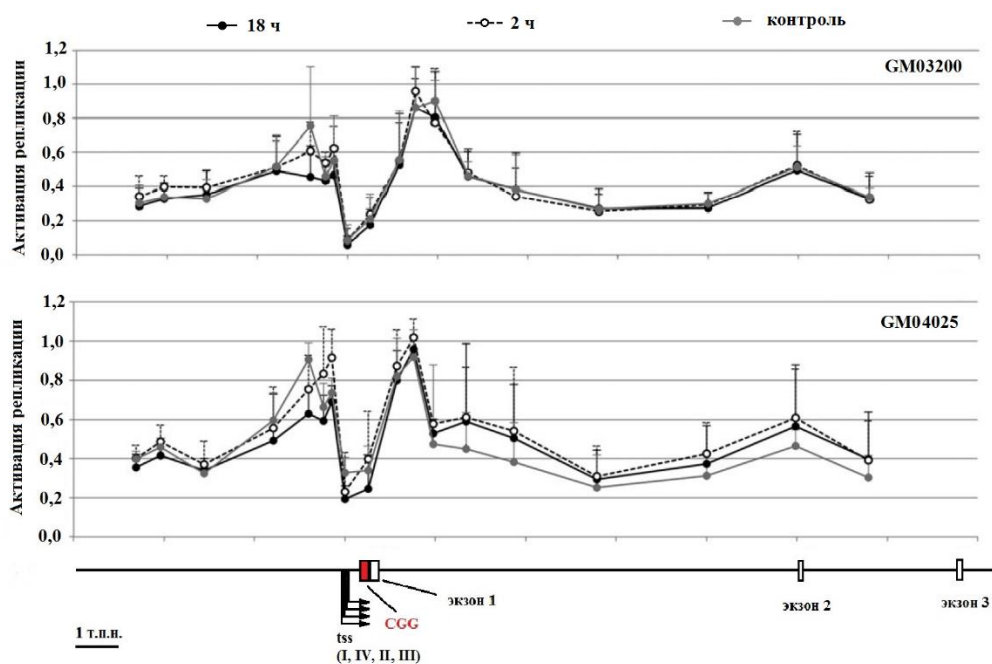 18 ч 2 ч контроль
Активация репликации
1,2
1,0
0,8
0,6
0,4
0,2
0,0
GM03200
Активация репликации
1,2
1,0
0,8
0,6
0,4
0,2
0,0
GM04025
экзон 1
экзон 2
экзон 3
CGG
1 т.п.н.
tss
(I, IV, II, III)